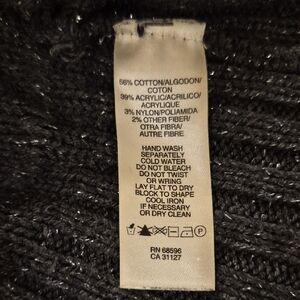 56% COTTON/ALGODON/
COTON
39% ACRYLIC/ACRILICO/
ACRYLIQUE
3% NYLON/POLIAMIDA
2% OTHER FIBER/
OTRA FIBRA/
AUTRE FIBRE
HAND WASH
SEPARATELY
COLD WATER
DO NOT BLEACH
DO NOT TWIST
OR WRING
LAY FLAT TO DRY
BLOCK TO SHAPE
COOL IRON
IF NECESSARY
OR DRY CLEAN
P
RN 68596
CA 31127